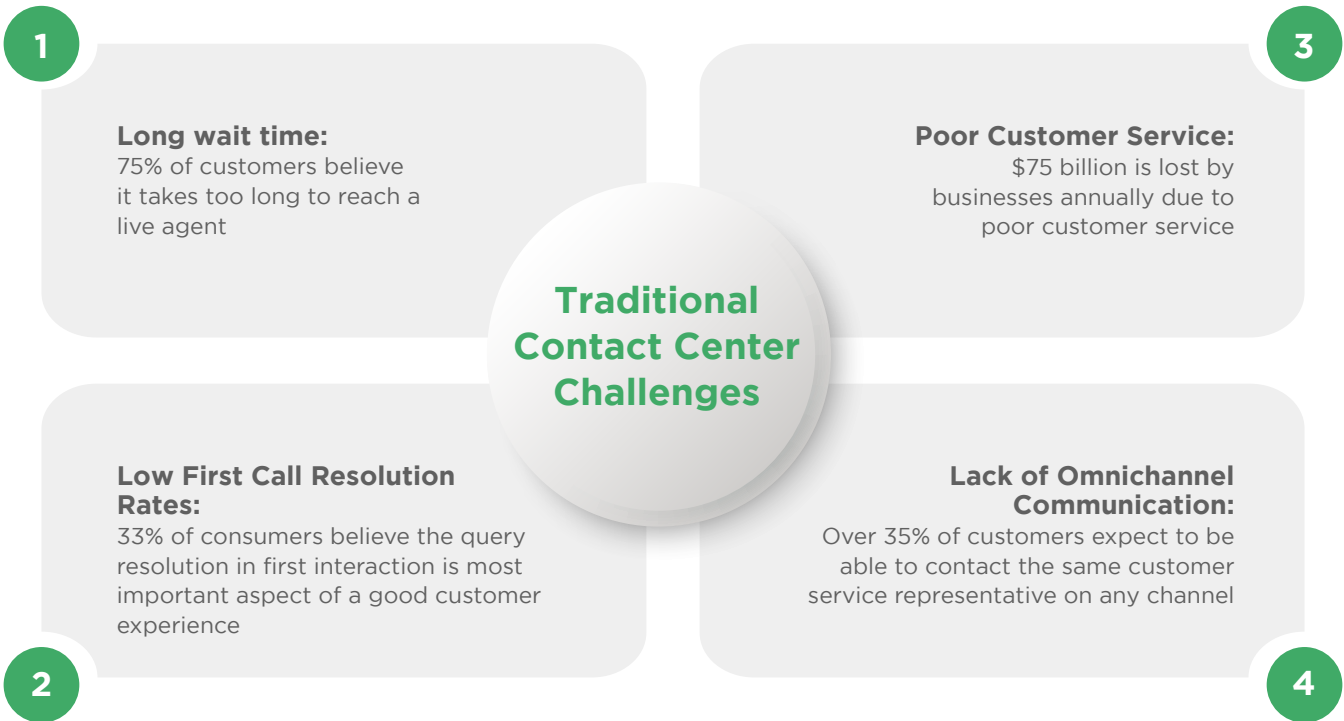 1
Long wait time:
75% of customers believe
it takes too long to reach a
live agent
2
Low First Call Resolution
Rates:
33% of consumers believe the query
resolution in first interaction is most
important aspect of a good customer
experience
Traditional
Contact Center
Challenges
3
Poor Customer Service:
$75 billion is lost by
businesses annually due to
poor customer service
4
Lack of Omnichannel
Communication:
Over 35% of customers expect to be
able to contact the same customer
service representative on any channel